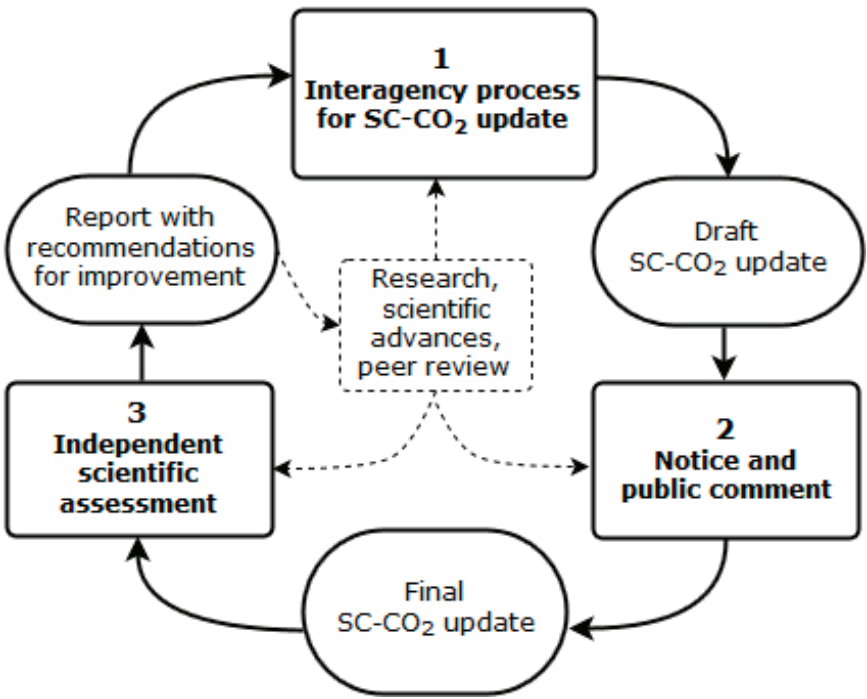 1
Interagency process
for SC-CO₂ update
Draft
SC-CO₂ update
2
Notice and
public comment
Final
SC-CO₂ update
3
Independent
scientific
assessment
Report with
recommendations
for improvement
Research,
scientific
advances,
peer review